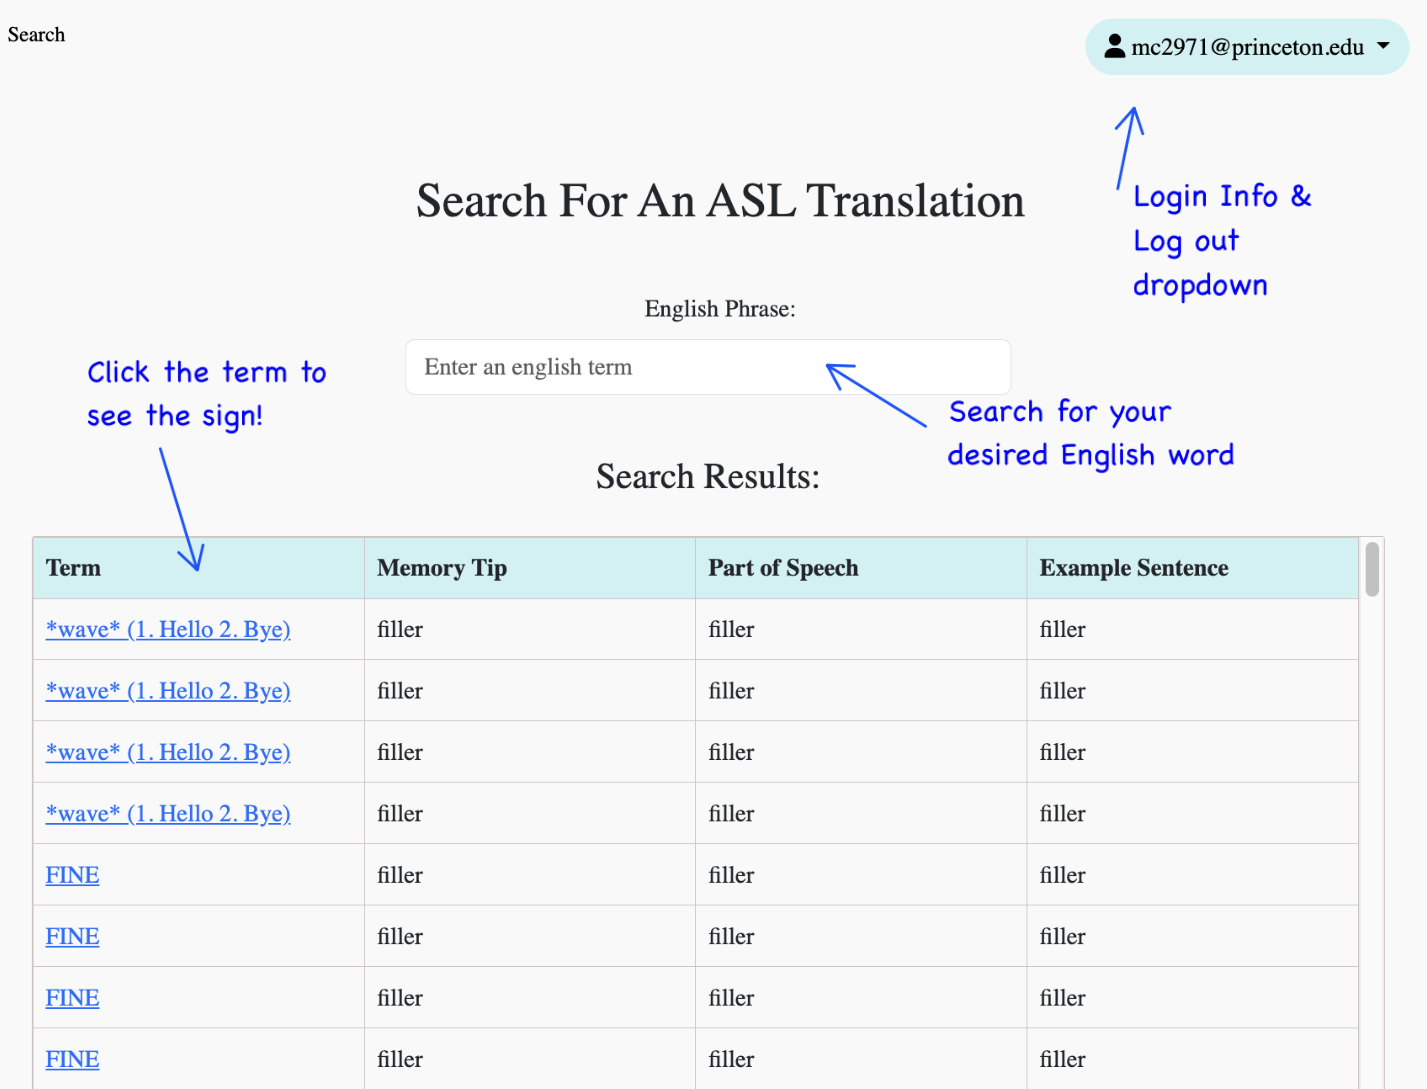 Search
mc2971@princeton.edu
Search For An ASL Translation
Login Info &
Log out
dropdown
English Phrase:
Enter an english term
Click the term to
see the sign!
Search for your
desired English word
Search Results:
Term Memory Tip Part of Speech Example Sentence
*wave* (1. Hello 2. Bye) filler filler filler
*wave* (1. Hello 2. Bye) filler filler filler
*wave* (1. Hello 2. Bye) filler filler filler
*wave* (1. Hello 2. Bye) filler filler filler
FINE filler filler filler
FINE filler filler filler
FINE filler filler filler
FINE filler filler filler